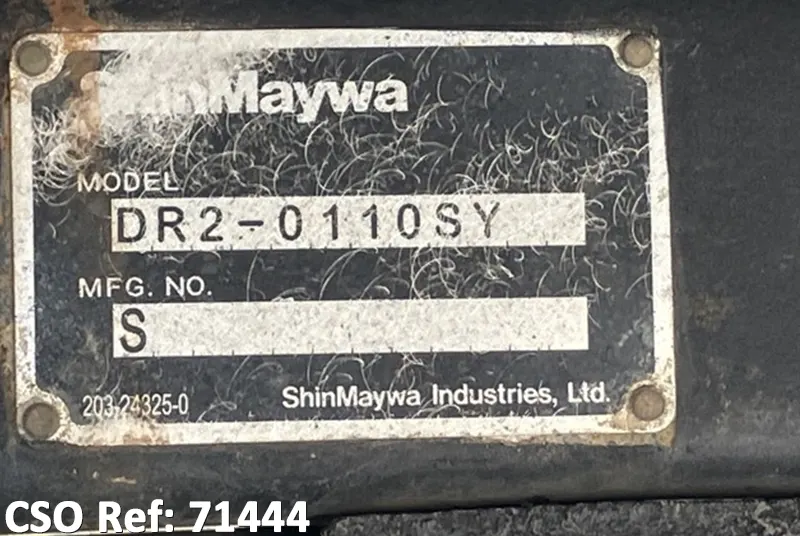 ShinMaywa
MODEL
DR2-0110SY
MFG. NO.
S
203-24325-0
ShinMaywa Industries, Ltd.
CSO Ref: 71444